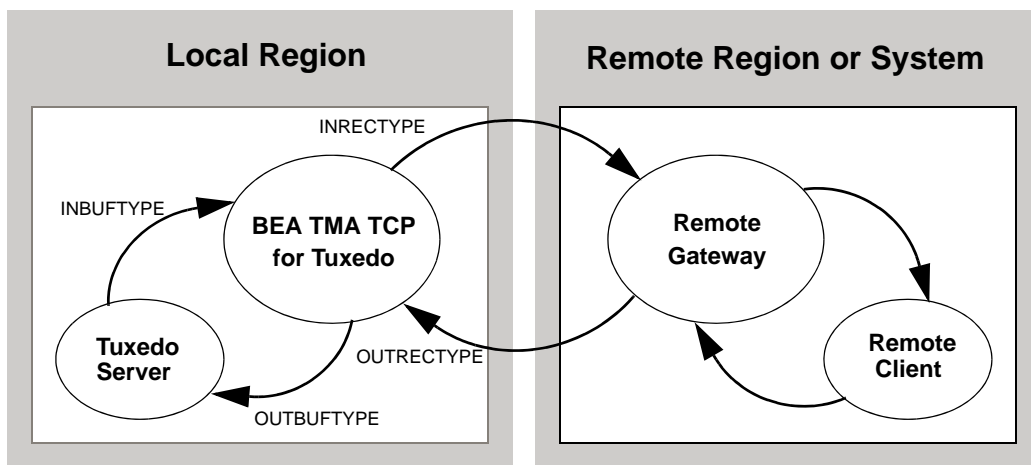 Local Region
Remote Region or System
INRECTYPE
INBUFTYPE
BEA TMA TCP
for Tuxedo
Remote
Gateway
Tuxedo
Server
OUTRECTYPE
Remote
Client
OUTBUFTYPE